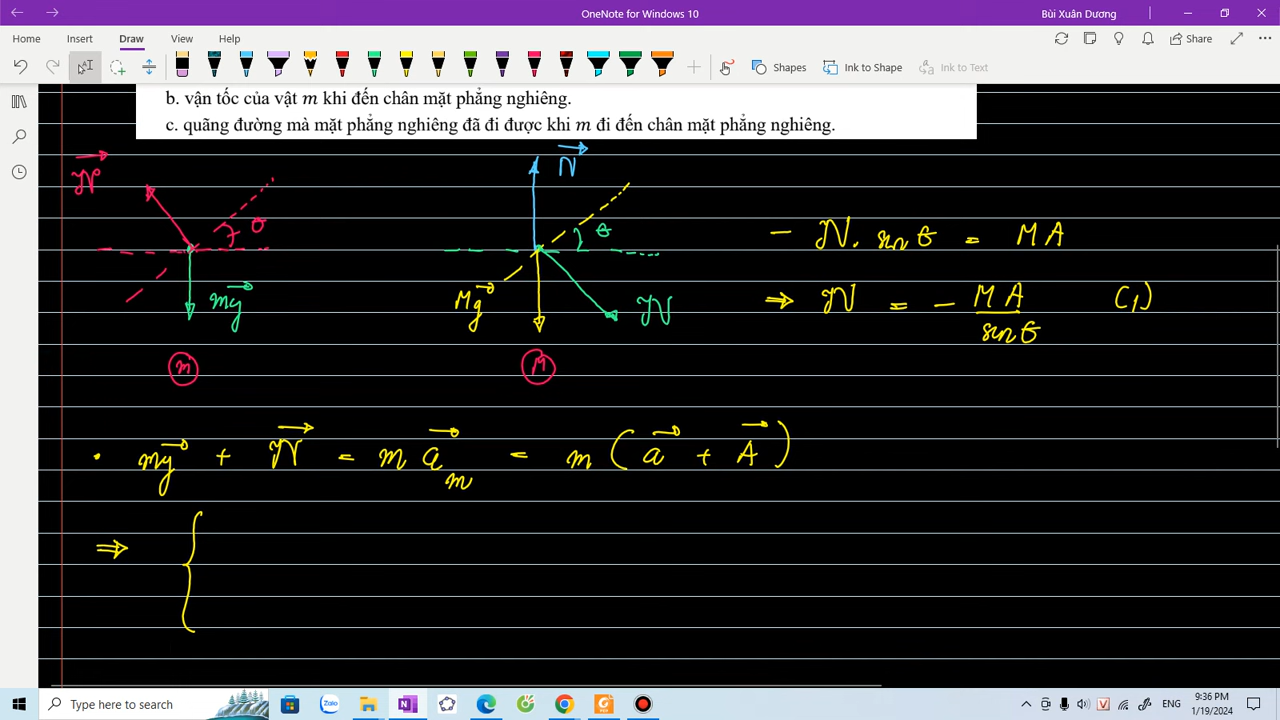 OneNote for Windows 10
Bùi Xuân Dương
Home Insert Draw View Help Share
Shapes Ink to Shape Ink to Text
b. vận tốc của vật m khi đến chân mặt phẳng nghiêng.
c. quãng đường mà mặt phẳng nghiêng đã đi được khi m đi đến chân mặt phẳng nghiêng.
N⃗ θ mg⃗ m
N⃗ θ Mg⃗ N M
- N. sin θ = MA
⇒ N = - MA / sin θ (1)
• mg⃗ + N⃗ = m a⃗ₘ = m (a⃗ + A⃗)
⇒ {
Type here to search
Zalo
V ENG 9:36 PM
1/19/2024